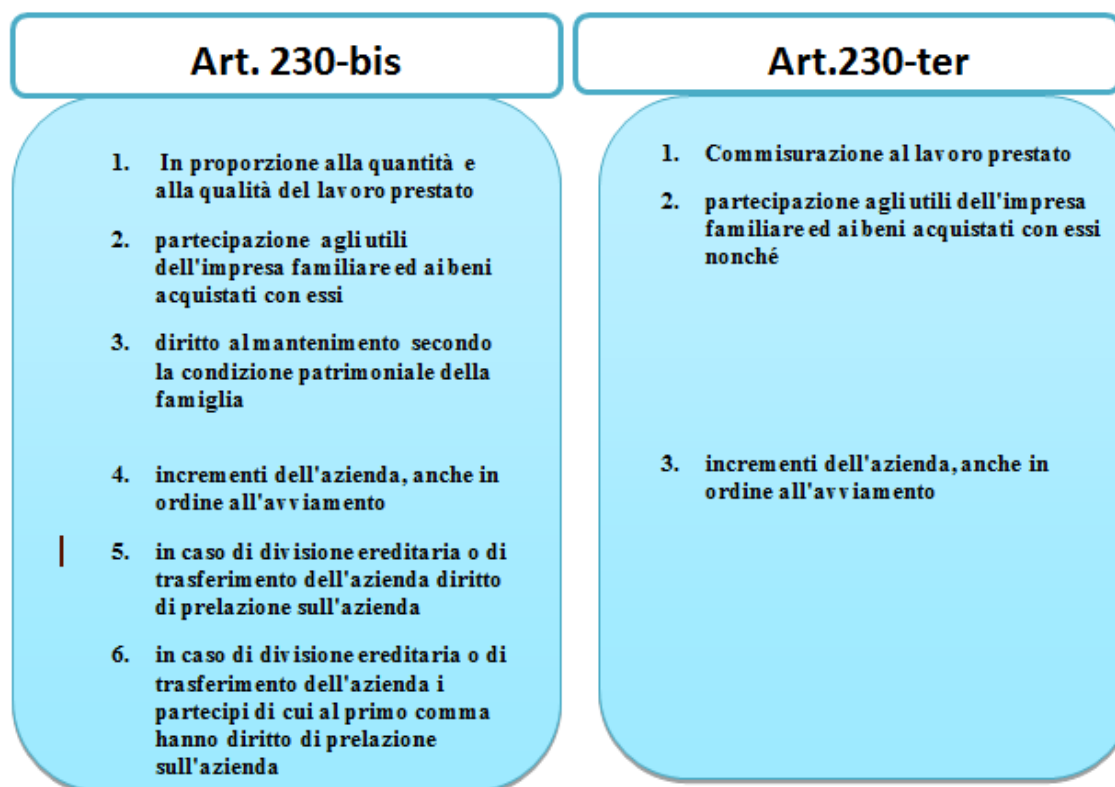 Art. 230-bis
1. In proporzione alla quantità e
alla qualità del lavoro prestato
2. partecipazione agli utili
dell'impresa familiare ed ai beni
acquistati con essi
3. diritto al mantenimento secondo
la condizione patrimoniale della
famiglia
4. incrementi dell'azienda, anche in
ordine all'avviamento
5. in caso di divisione ereditaria o di
trasferimento dell'azienda diritto
di prelazione sull'azienda
6. in caso di divisione ereditaria o di
trasferimento dell'azienda i
partecipi di cui al primo comma
hanno diritto di prelazione
sull'azienda
Art.230-ter
1. Commisurazione al lavoro prestato
2. partecipazione agli utili dell'impresa
familiare ed ai beni acquistati con essi
nonché
3. incrementi dell'azienda, anche in
ordine all'avviamento